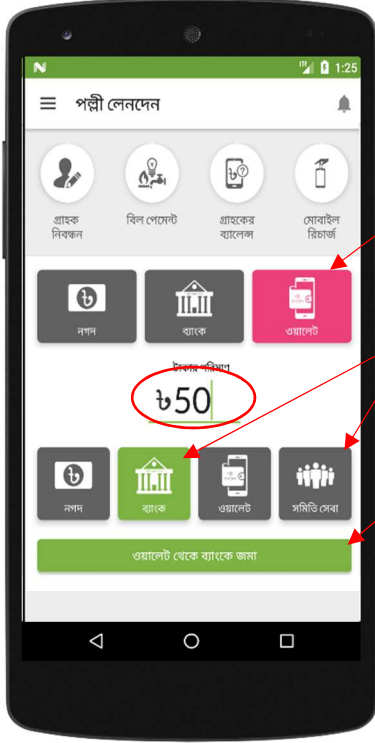 1:25
পল্লী লেনদেন
গ্রাহক নিবন্ধন
বিল পেমেন্ট
গ্রাহকের ব্যালেন্স
মোবাইল রিচার্জ
নগদ
ব্যাংক
ওয়ালেট
টাকার পরিমাণ
৳50
নগদ
ব্যাংক
ওয়ালেট
সমিতি সেবা
ওয়ালেট থেকে ব্যাংকে জমা